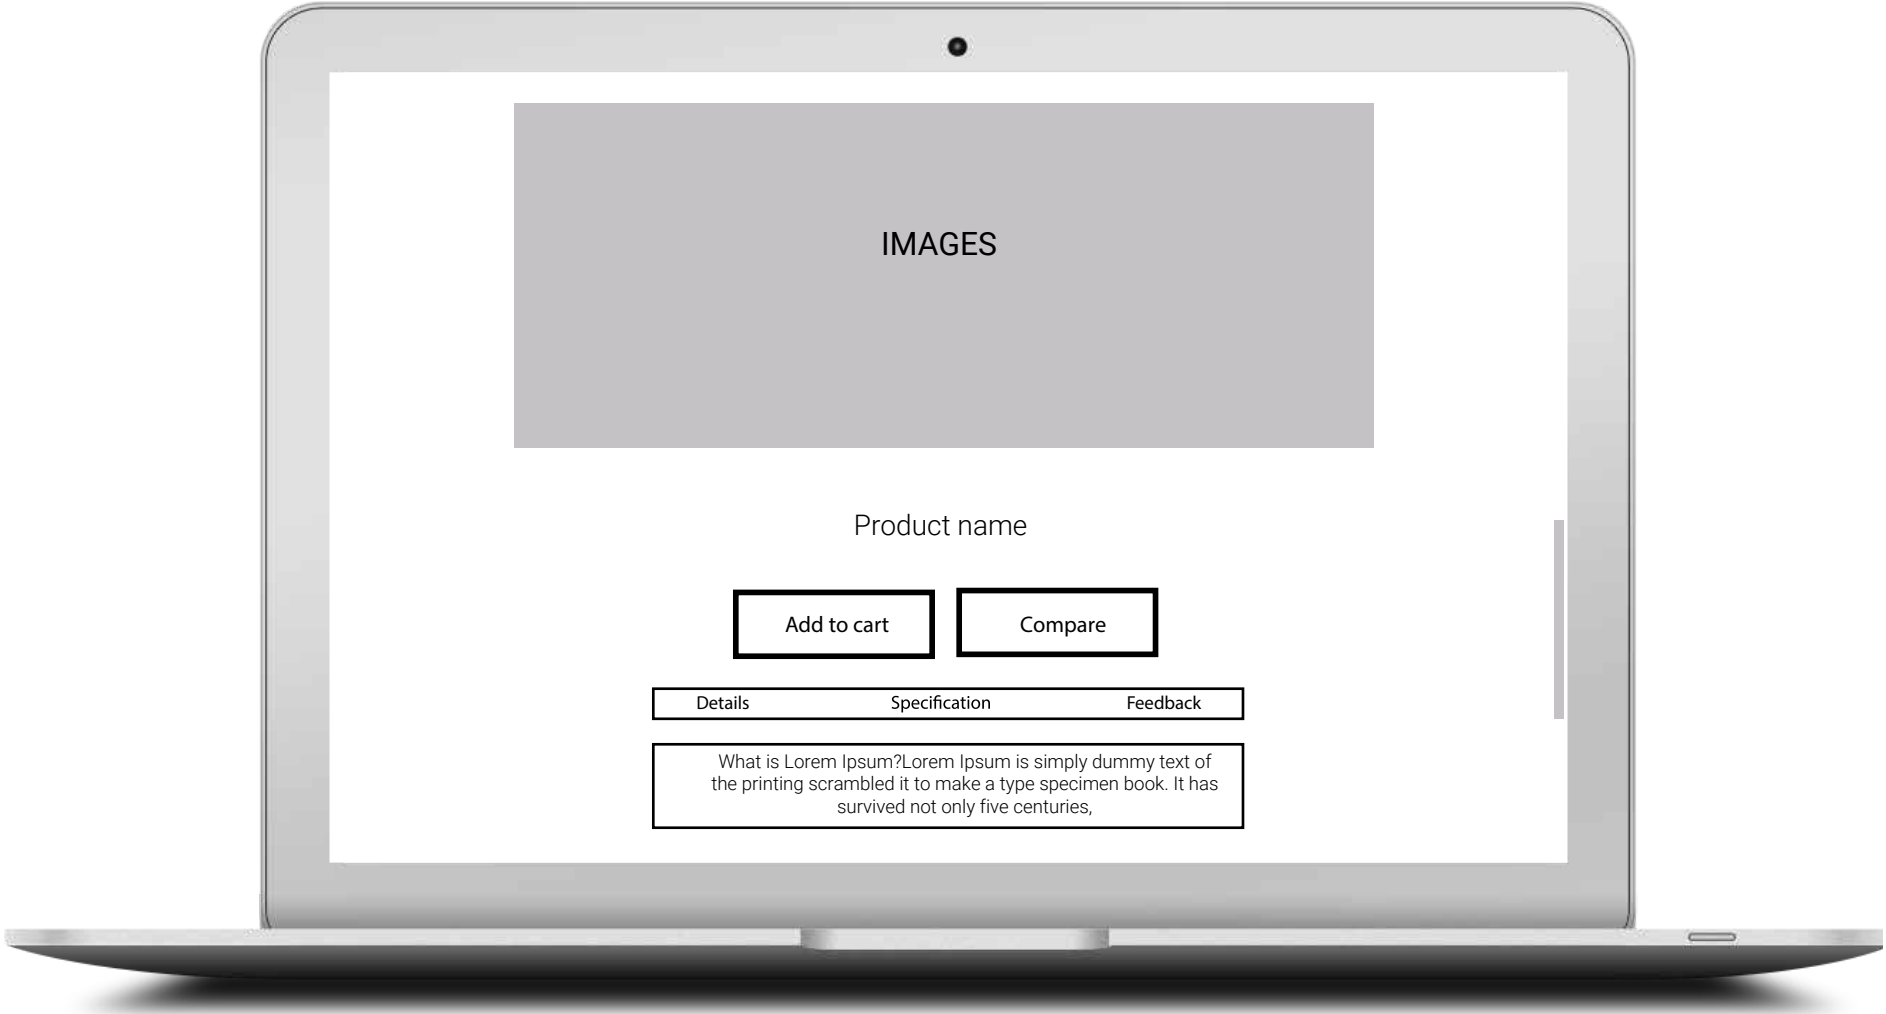 IMAGES
Product name
Add to cart
Compare
Details
Specification
Feedback
What is Lorem Ipsum?Lorem Ipsum is simply dummy text of
the printing scrambled it to make a type specimen book. It has
survived not only five centuries,